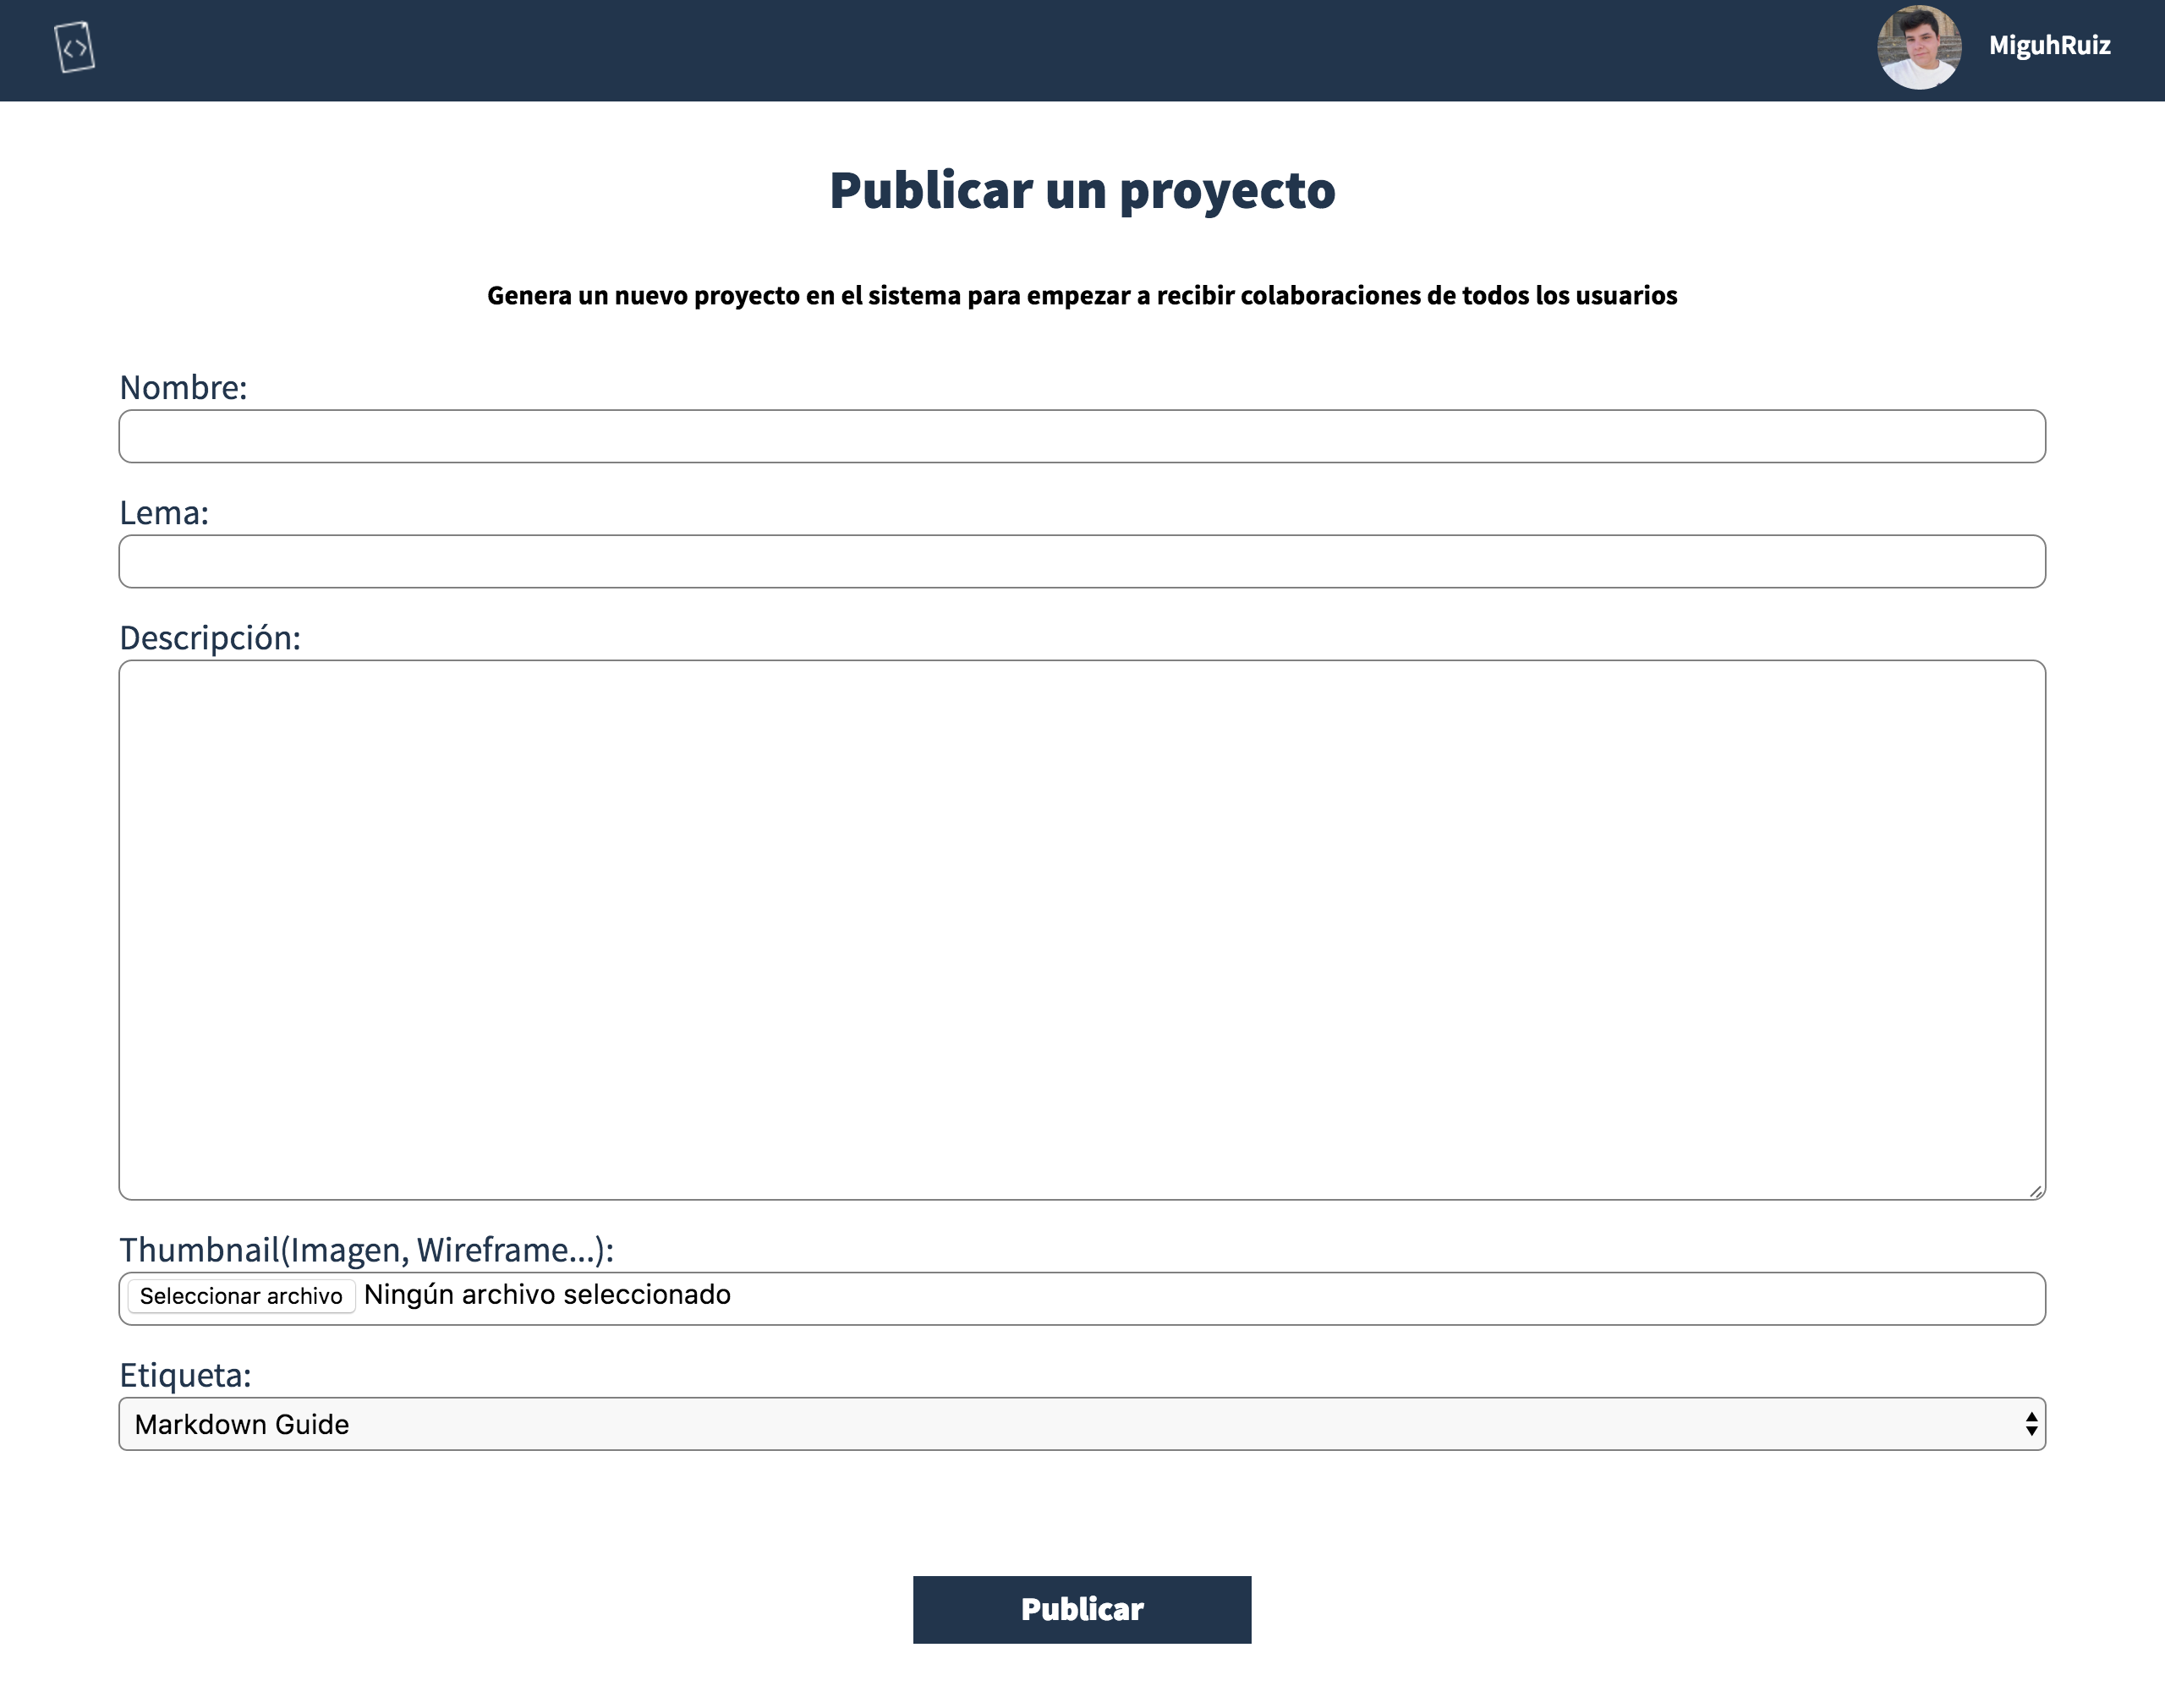 MiguhRuiz
Publicar un proyecto
Genera un nuevo proyecto en el sistema para empezar a recibir colaboraciones de todos los usuarios
Nombre:
Lema:
Descripción:
Thumbnail(Imagen, Wireframe...):
Seleccionar archivo Ningún archivo seleccionado
Etiqueta:
Markdown Guide
Publicar